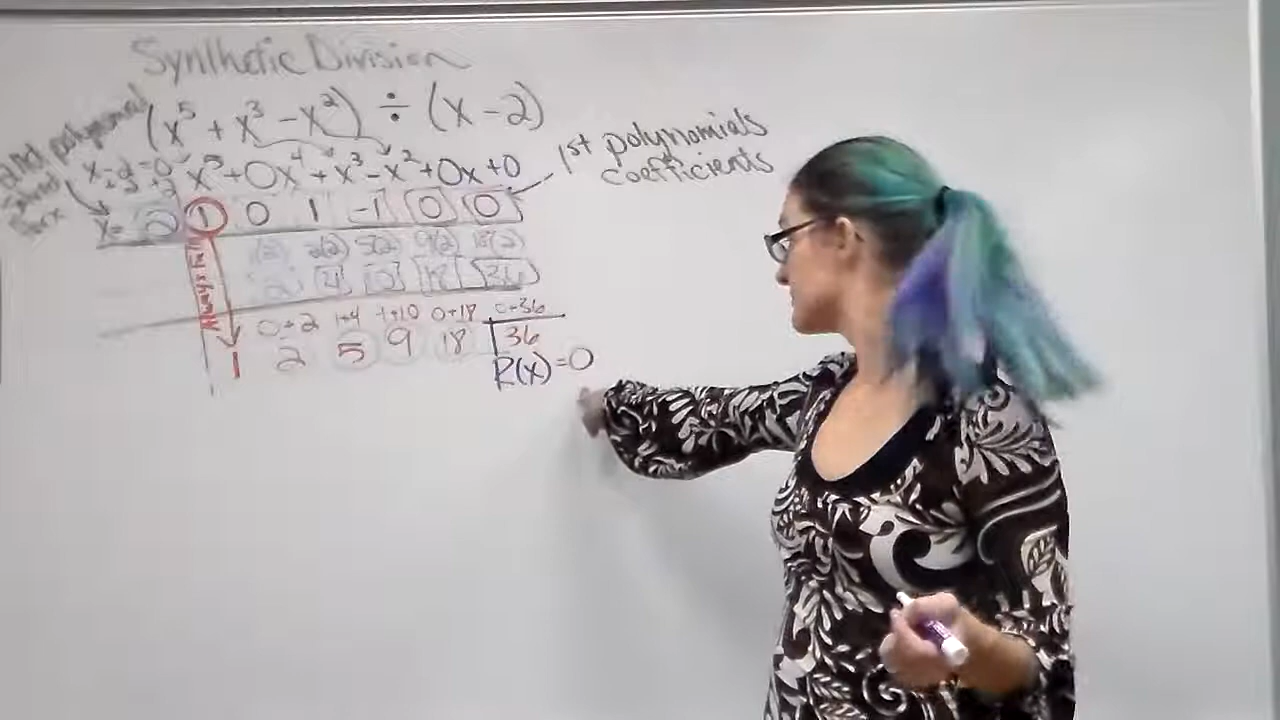 Synthetic Division
(x⁵ + x³ - x²) ÷ (x - 2)
2nd polynomial
solved
for x
x - 2 = 0
+2 +2
x⁵ + 0x⁴ + x³ - x² + 0x + 0
1st polynomials
coefficients
x = 2 1 0 1 -1 0 0
1(2) 2(2) 5(2) 9(2) 18(2)
2 4 10 18 36
Always fall
0+2 1+4 -1+10 0+18 0+36
1 2 5 9 18 36
R(x)=0